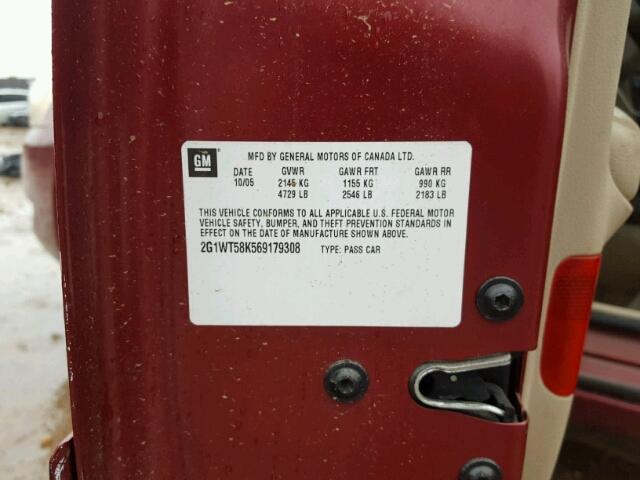 GM
MFD BY GENERAL MOTORS OF CANADA LTD.
DATE GVWR GAWR FRT GAWR RR
10/05 2145 KG 1155 KG 990 KG
4729 LB 2546 LB 2183 LB
THIS VEHICLE CONFORMS TO ALL APPLICABLE U.S. FEDERAL MOTOR
VEHICLE SAFETY, BUMPER, AND THEFT PREVENTION STANDARDS IN
EFFECT ON THE DATE OF MANUFACTURE SHOWN ABOVE.
2G1WT58K569179308 TYPE: PASS CAR